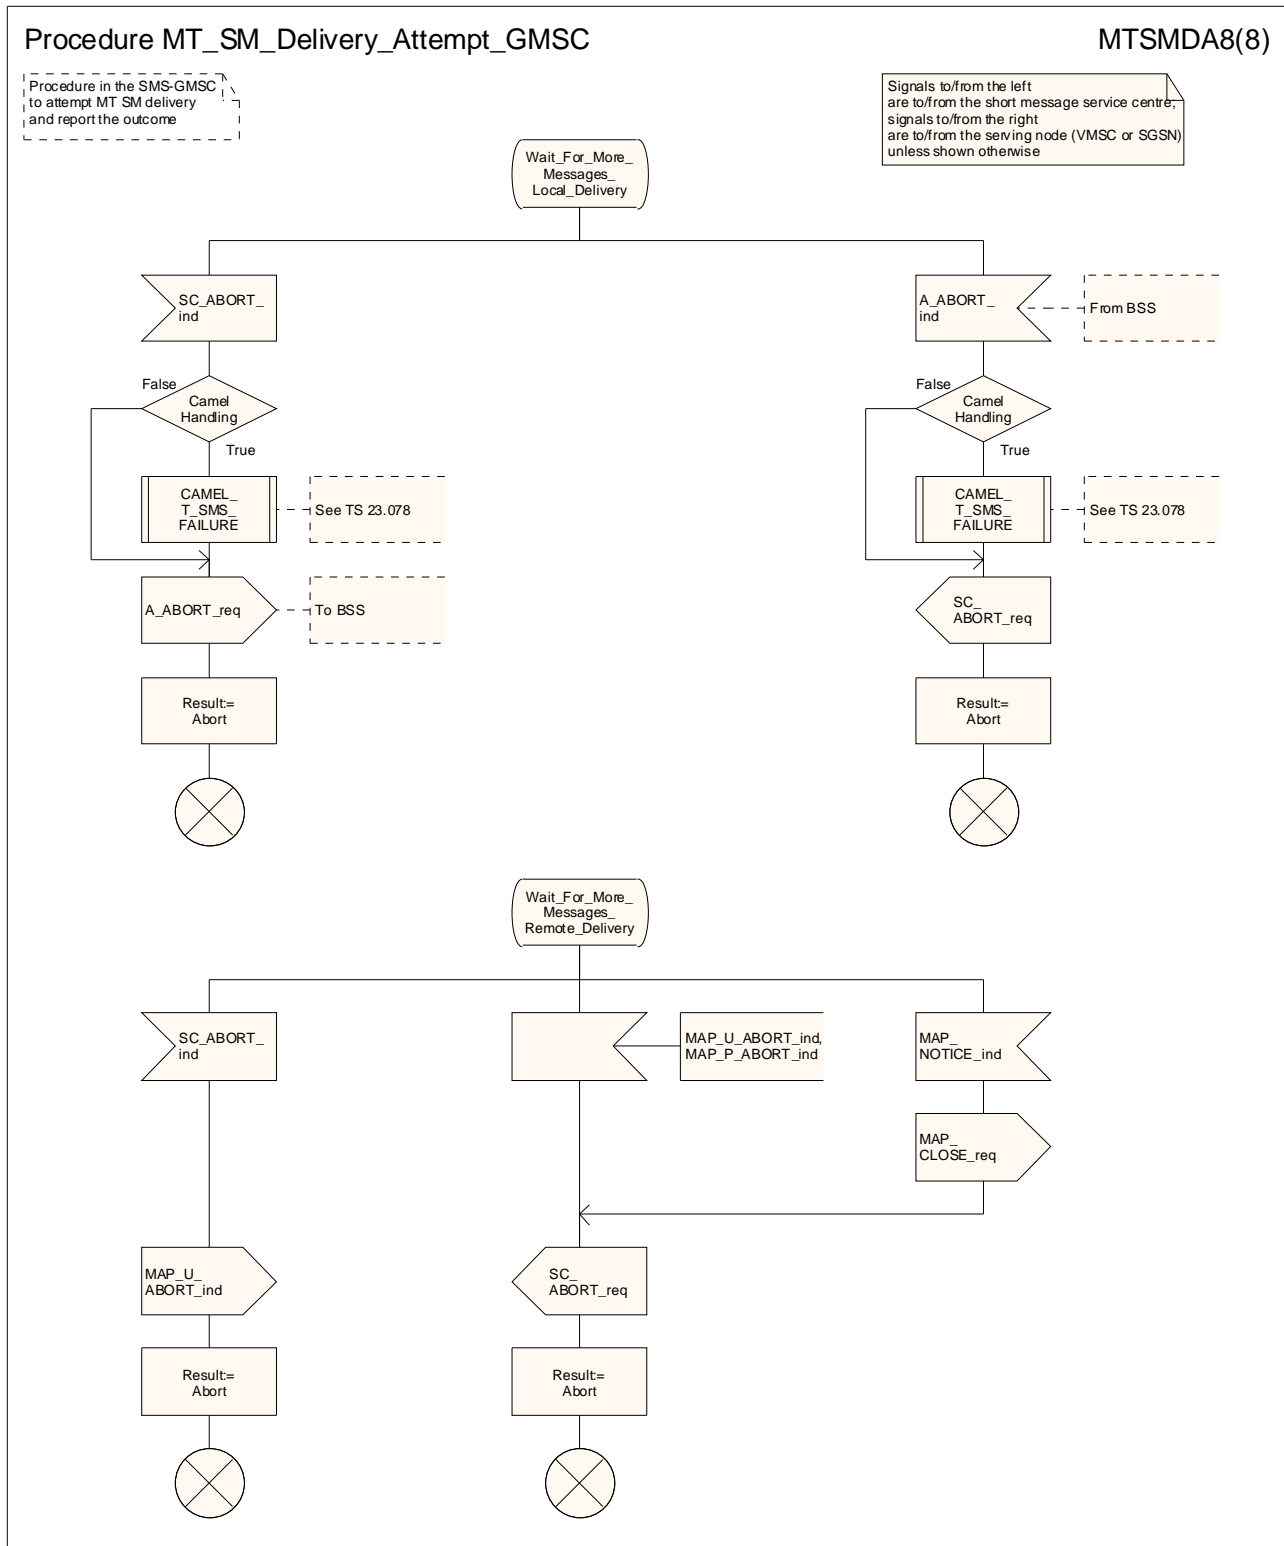 Procedure MT_SM_Delivery_Attempt_GMSC
MTSMDA8(8)
Procedure in the SMS-GMSC
to attempt MT SM delivery
and report the outcome
Signals to/from the left
are to/from the short message service centre;
signals to/from the right
are to/from the serving node (VMSC or SGSN)
unless shown otherwise
Wait_For_More_
Messages_
Local_Delivery
SC_ABORT_
ind
A_ABORT_
ind
From BSS
False
Camel
Handling
True
False
Camel
Handling
True
CAMEL_
T_SMS_
FAILURE
See TS 23.078
CAMEL_
T_SMS_
FAILURE
See TS 23.078
A_ABORT_req
To BSS
SC_
ABORT_req
Result:=
Abort
Result:=
Abort
Wait_For_More_
Messages_
Remote_Delivery
SC_ABORT_
ind
MAP_U_ABORT_ind,
MAP_P_ABORT_ind
MAP_
NOTICE_ind
MAP_
CLOSE_req
MAP_U_
ABORT_ind
SC_
ABORT_req
Result:=
Abort
Result:=
Abort